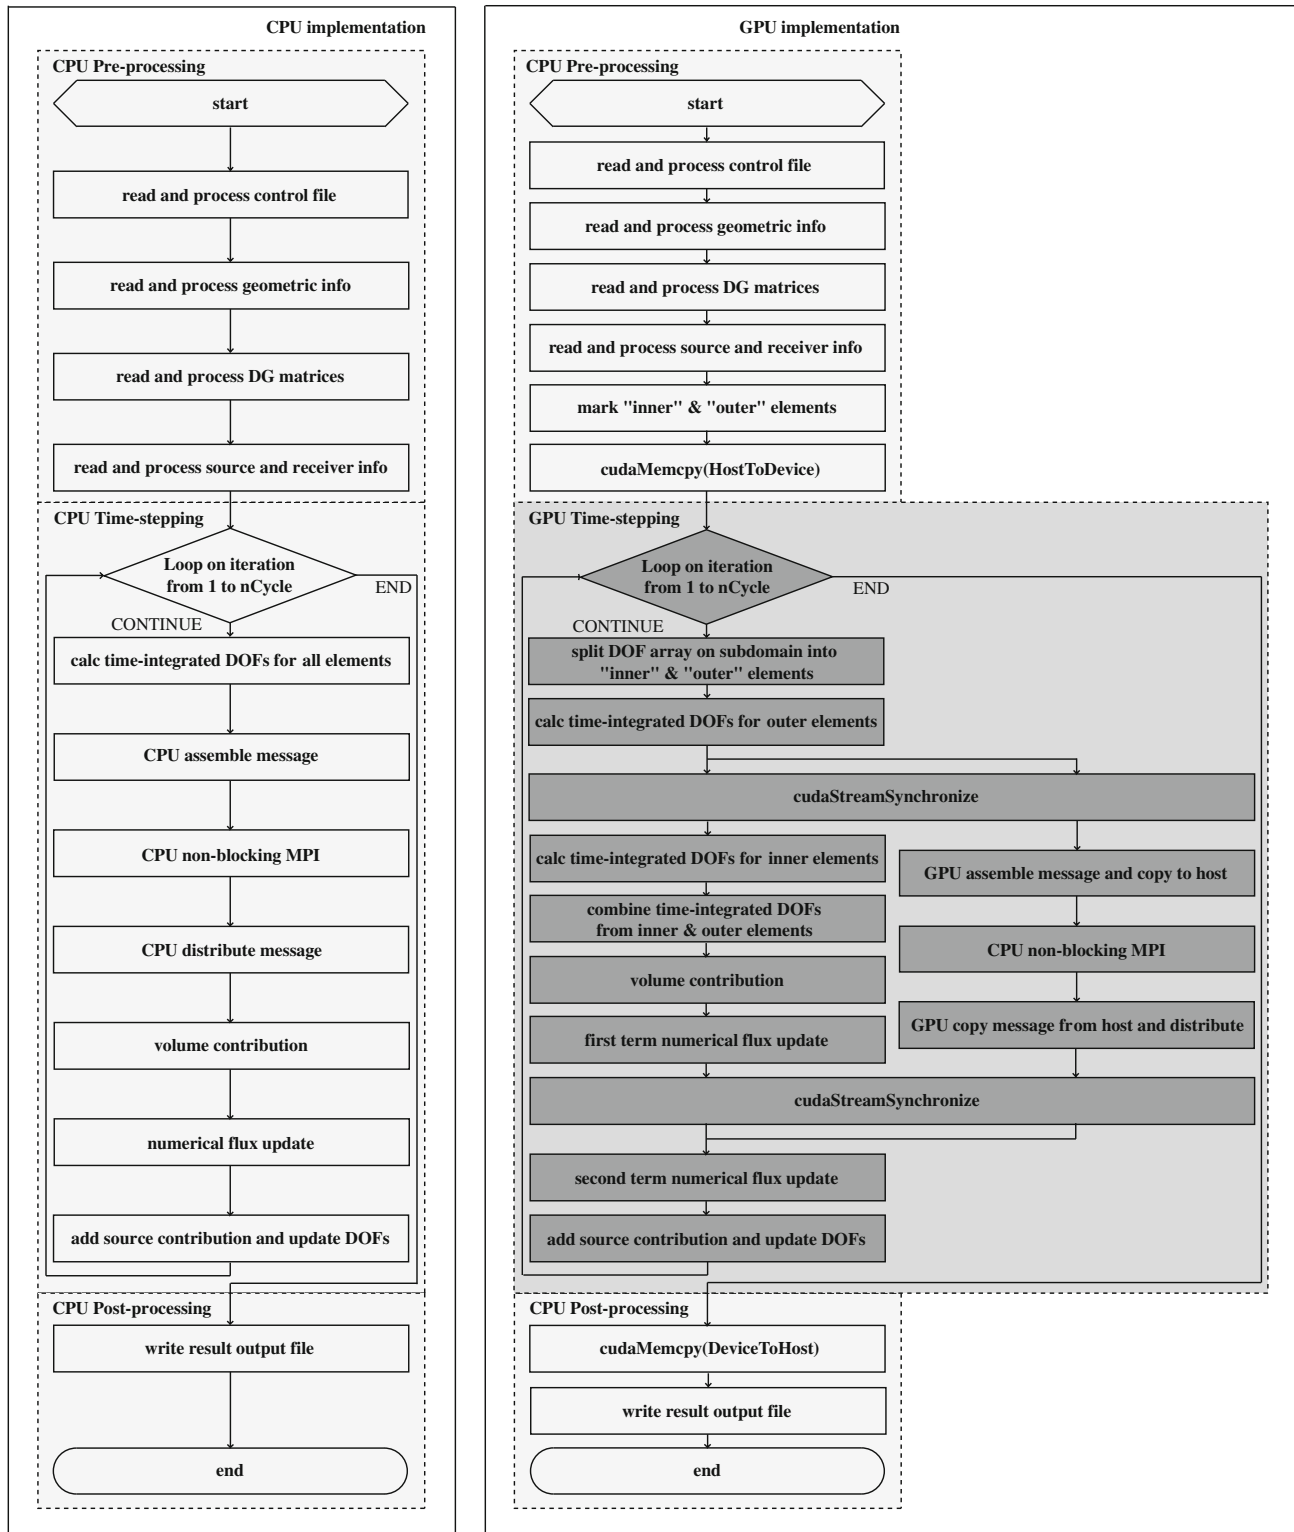 CPU implementation
CPU Pre-processing
start
read and process control file
read and process geometric info
read and process DG matrices
read and process source and receiver info
CPU Time-stepping
Loop on iteration
from 1 to nCycle
END
CONTINUE
calc time-integrated DOFs for all elements
CPU assemble message
CPU non-blocking MPI
CPU distribute message
volume contribution
numerical flux update
add source contribution and update DOFs
CPU Post-processing
write result output file
end
GPU implementation
CPU Pre-processing
start
read and process control file
read and process geometric info
read and process DG matrices
read and process source and receiver info
mark "inner" & "outer" elements
cudaMemcpy(HostToDevice)
GPU Time-stepping
Loop on iteration
from 1 to nCycle
END
CONTINUE
split DOF array on subdomain into
"inner" & "outer" elements
calc time-integrated DOFs for outer elements
cudaStreamSynchronize
calc time-integrated DOFs for inner elements
combine time-integrated DOFs
from inner & outer elements
volume contribution
first term numerical flux update
GPU assemble message and copy to host
CPU non-blocking MPI
GPU copy message from host and distribute
cudaStreamSynchronize
second term numerical flux update
add source contribution and update DOFs
CPU Post-processing
cudaMemcpy(DeviceToHost)
write result output file
end